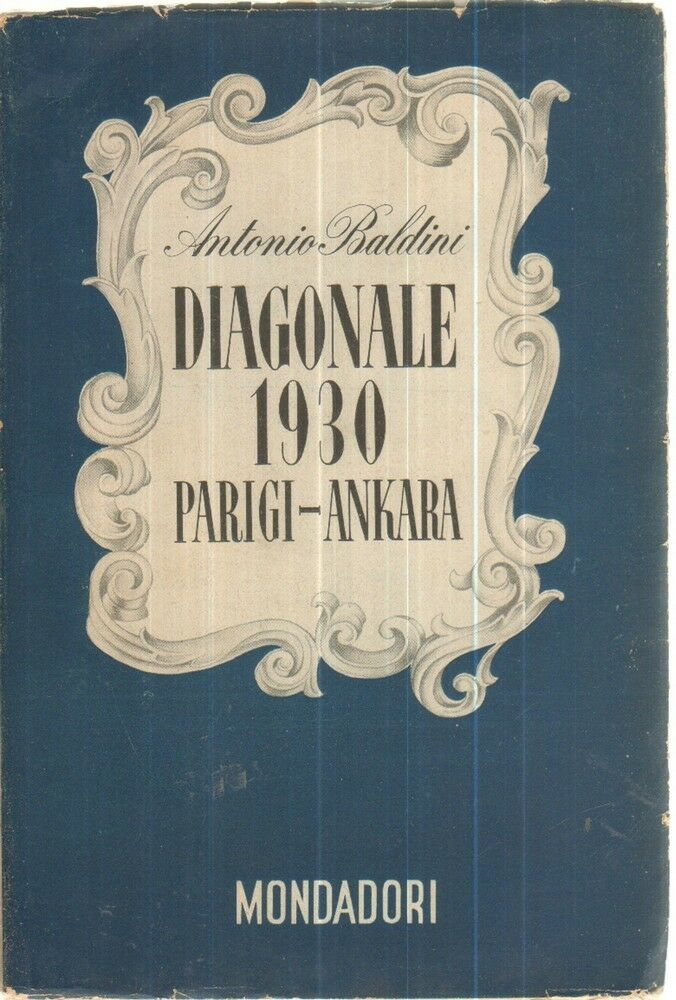 Antonio Baldini
DIAGONALE
1930
PARIGI-ANKARA
MONDADORI